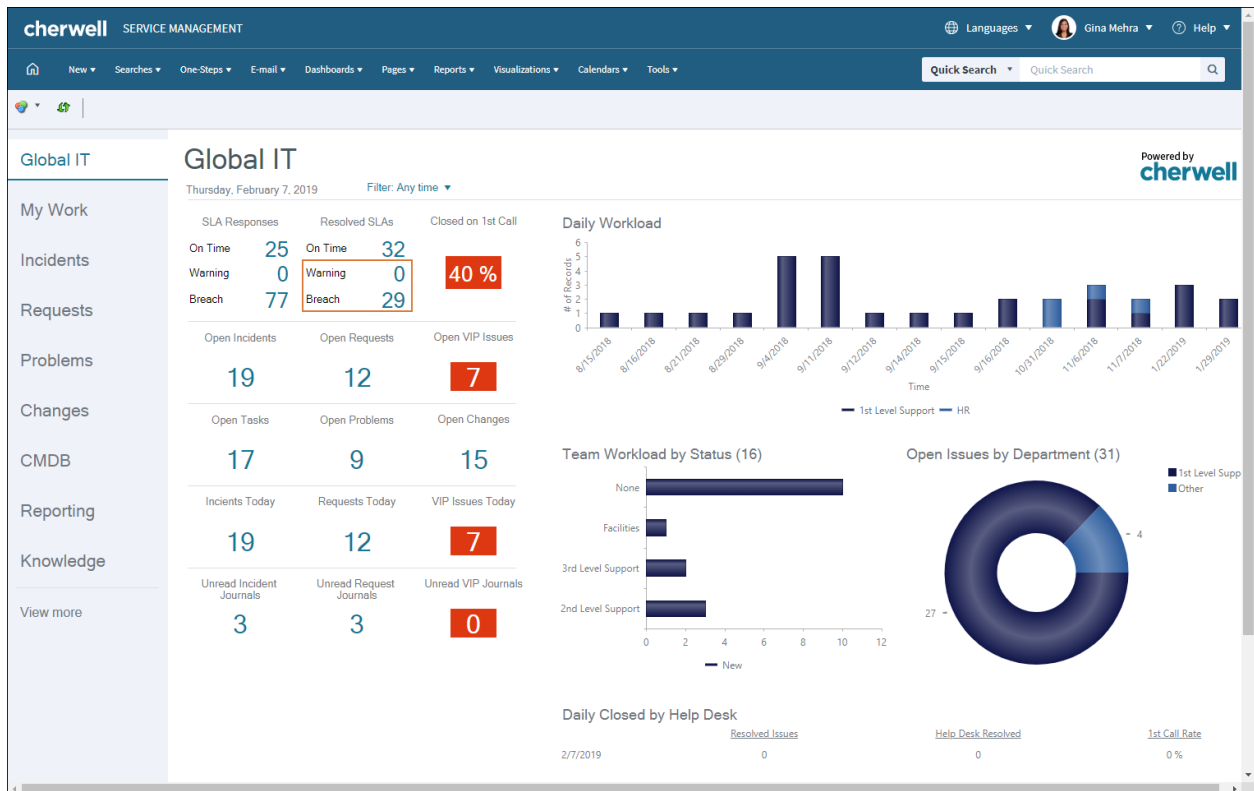 cherwell SERVICE MANAGEMENT Languages Gina Mehra Help
New Searches One-Steps E-mail Dashboards Pages Reports Visualizations Calendars Tools Quick Search Quick Search
Global IT
My Work
Incidents
Requests
Problems
Changes
CMDB
Reporting
Knowledge
View more
Global IT
Powered by
cherwell
Thursday, February 7, 2019 Filter: Any time
SLA Responses Resolved SLAs Closed on 1st Call
On Time 25 On Time 32
Warning 0 Warning 0 40 %
Breach 77 Breach 29
Open Incidents Open Requests Open VIP Issues
19 12 7
Open Tasks Open Problems Open Changes
17 9 15
Incients Today Requests Today VIP Issues Today
19 12 7
Unread Incident Journals Unread Request Journals Unread VIP Journals
3 3 0
Daily Workload
# of Records
6
5
4
3
2
1
0
8/15/2018 8/16/2018 8/21/2018 8/29/2018 9/4/2018 9/11/2018 9/12/2018 9/14/2018 9/15/2018 9/16/2018 10/31/2018 11/6/2018 11/7/2018 1/22/2019 1/29/2019
Time
1st Level Support HR
Team Workload by Status (16)
None
Facilities
3rd Level Support
2nd Level Support
0 2 4 6 8 10 12
New
Open Issues by Department (31)
1st Level Supp
Other
4
27
Daily Closed by Help Desk
Resolved Issues Help Desk Resolved 1st Call Rate
2/7/2019 0 0 0 %